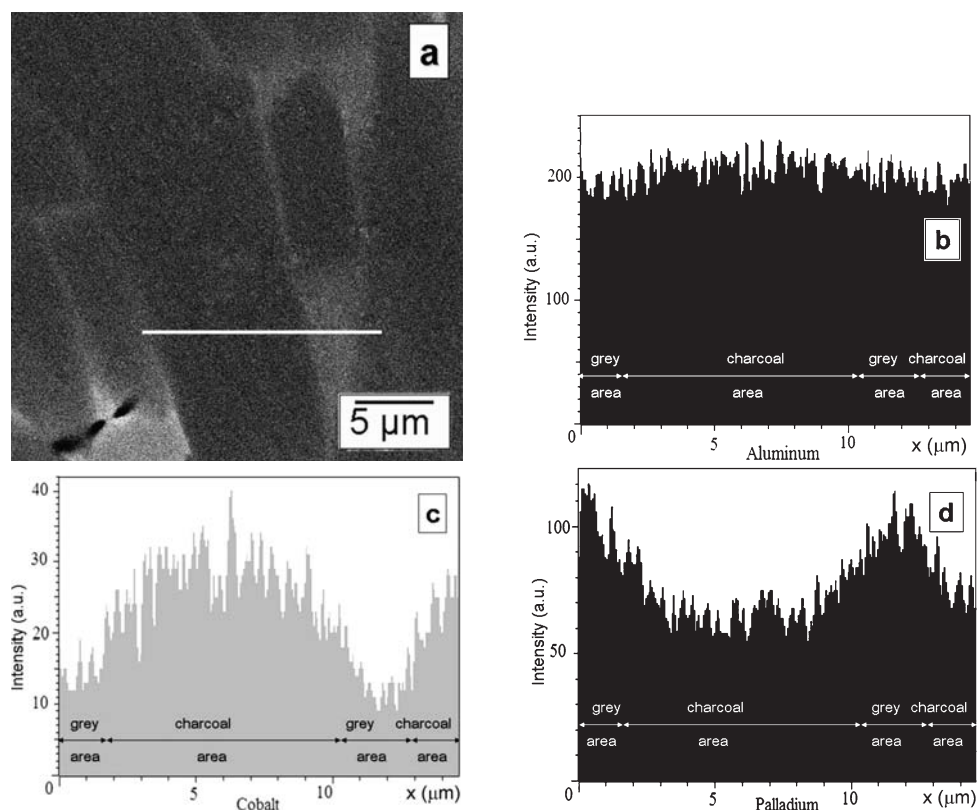 a
5 µm
b
Intensity (a.u.)
200
100
0
grey charcoal grey charcoal
area area area area
5 10 x (µm)
Aluminum
c
Intensity (a.u.)
40
30
20
10
0
grey charcoal grey charcoal
area area area area
5 10 x (µm)
Cobalt
d
Intensity (a.u.)
100
50
0
grey charcoal grey charcoal
area area area area
5 10 x (µm)
Palladium